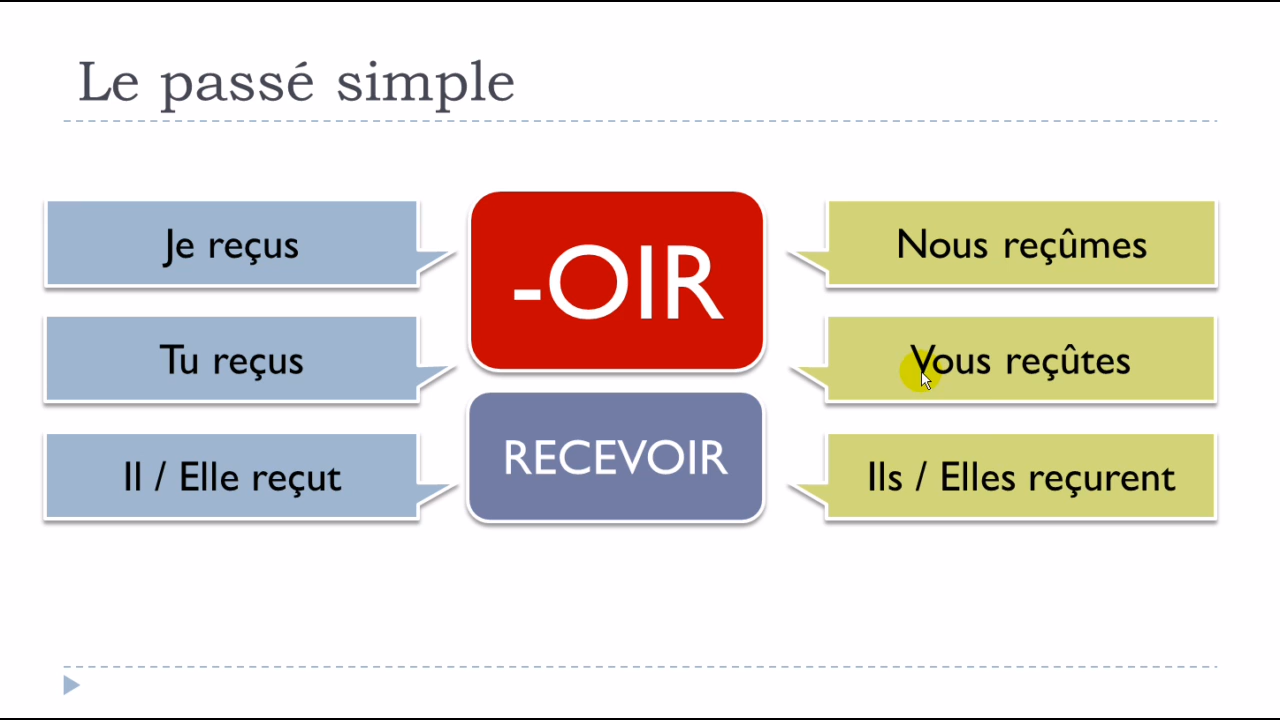 Le passé simple
Je reçus
Tu reçus
Il / Elle reçut
-OIR
RECEVOIR
Nous reçûmes
Vous reçûtes
Ils / Elles reçurent